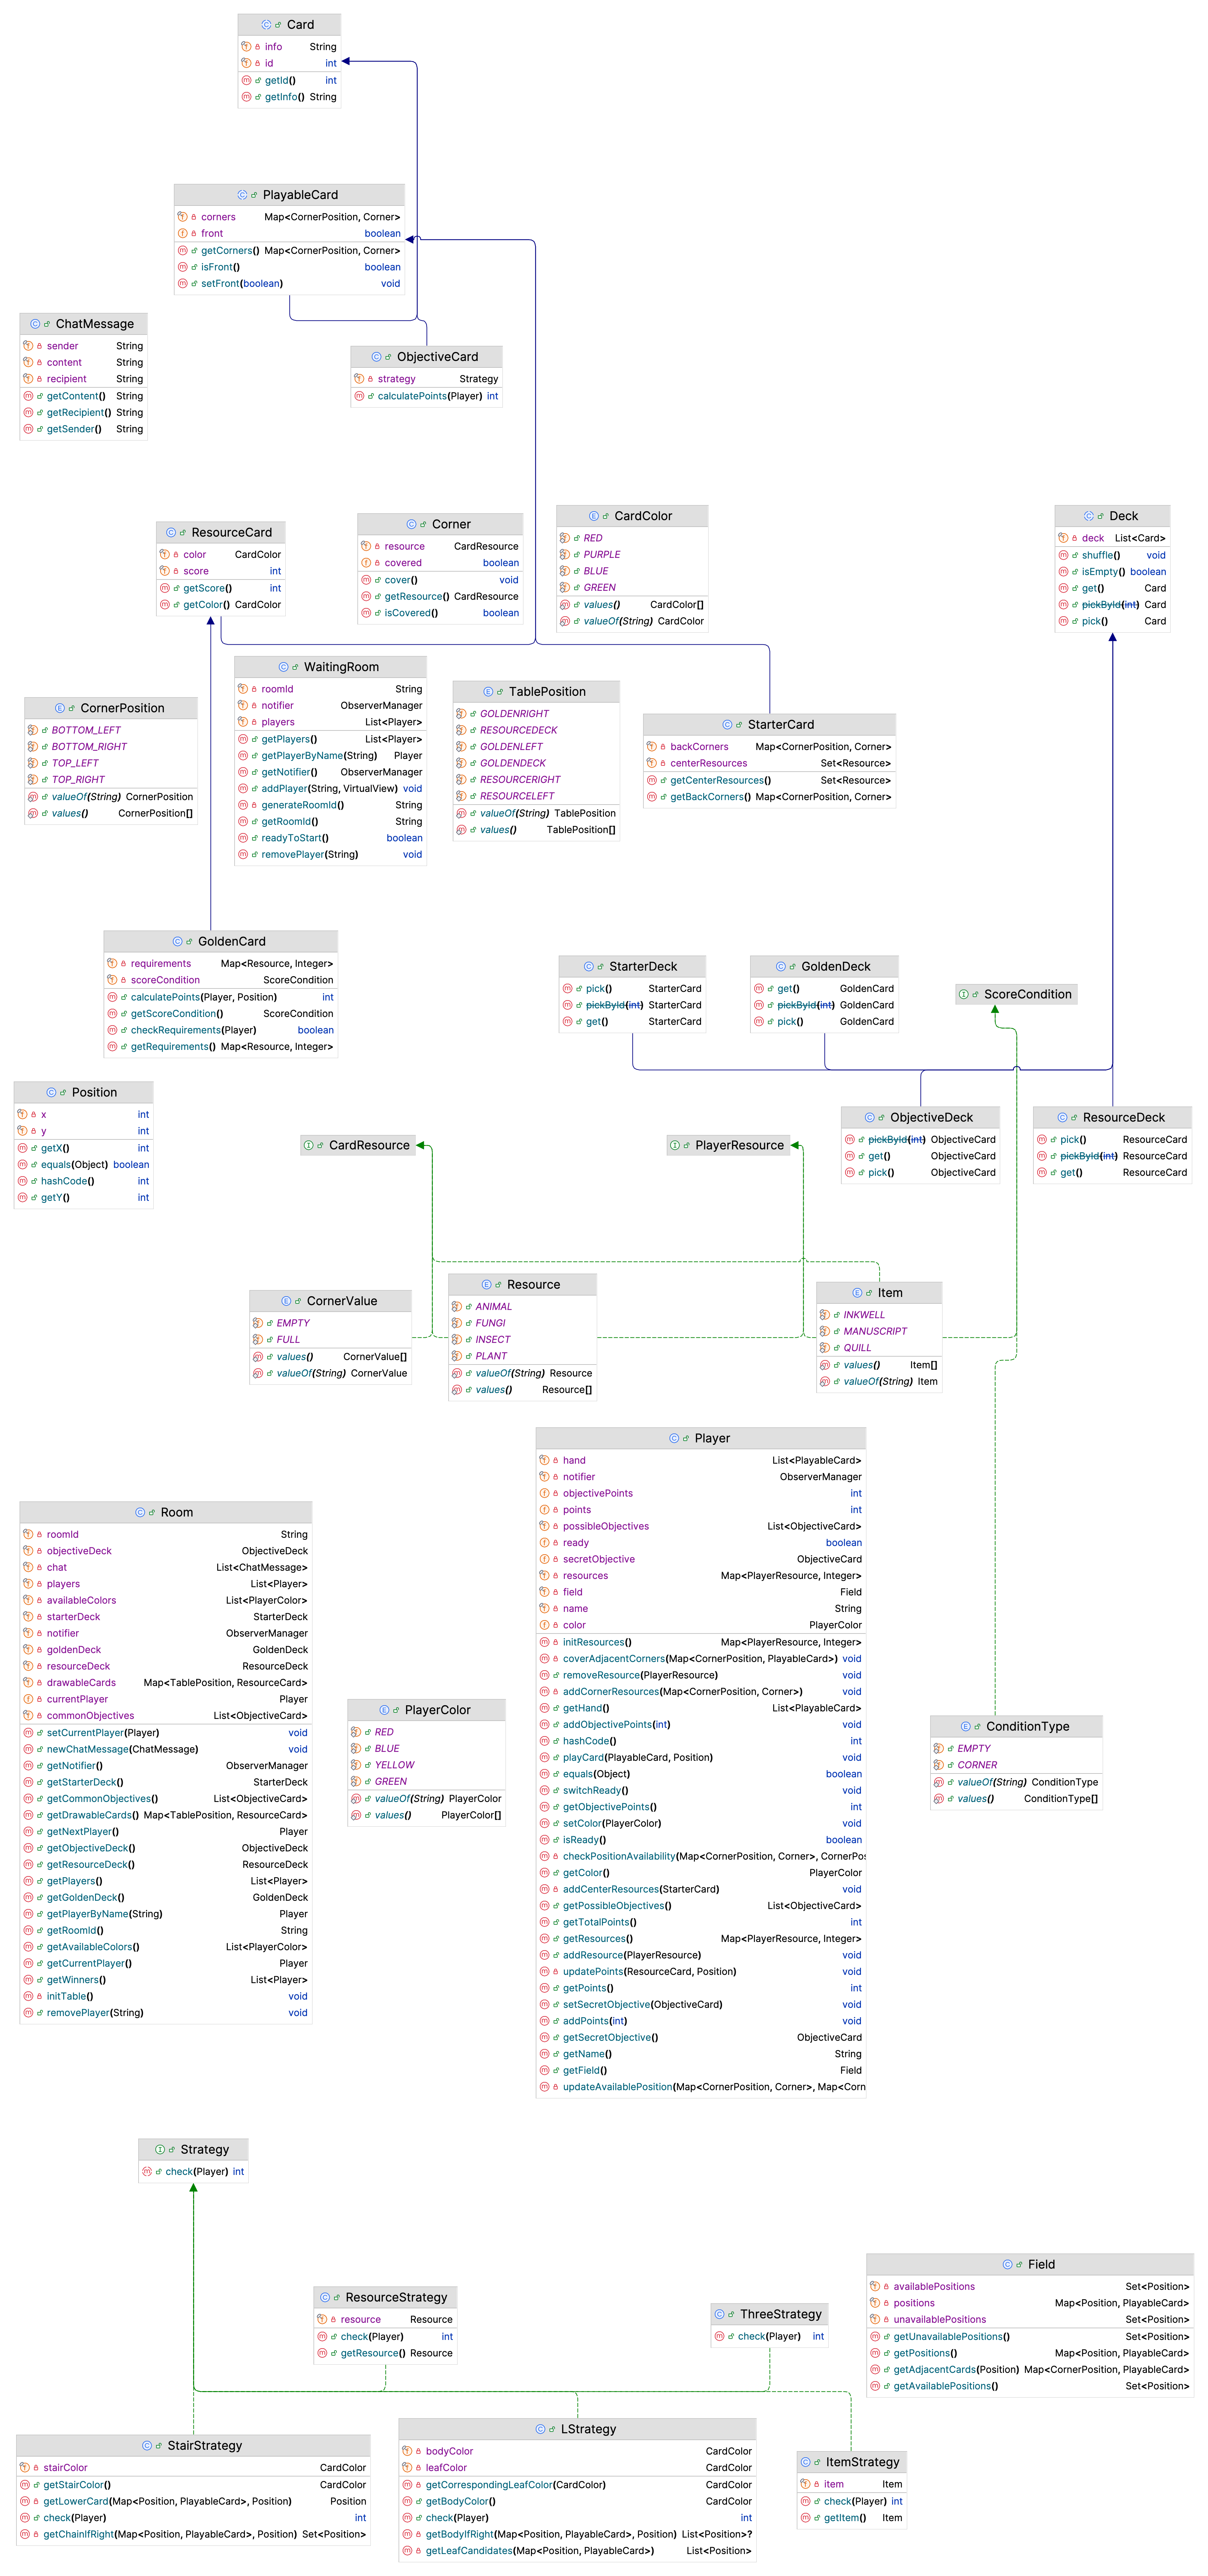 Card
info String
id int
getId() int
getInfo() String
PlayableCard
corners Map<CornerPosition, Corner>
front boolean
getCorners() Map<CornerPosition, Corner>
isFront() boolean
setFront(boolean) void
ChatMessage
sender String
content String
recipient String
getContent() String
getRecipient() String
getSender() String
ObjectiveCard
strategy Strategy
calculatePoints(Player) int
ResourceCard
color CardColor
score int
getScore() int
getColor() CardColor
Corner
resource CardResource
covered boolean
cover() void
getResource() CardResource
isCovered() boolean
CardColor
RED
PURPLE
BLUE
GREEN
values() CardColor[]
valueOf(String) CardColor
Deck
deck List<Card>
shuffle() void
isEmpty() boolean
get() Card
pickById(int) Card
pick() Card
CornerPosition
BOTTOM_LEFT
BOTTOM_RIGHT
TOP_LEFT
TOP_RIGHT
valueOf(String) CornerPosition
values() CornerPosition[]
WaitingRoom
roomId String
notifier ObserverManager
players List<Player>
getPlayers() List<Player>
getPlayerByName(String) Player
getNotifier() ObserverManager
addPlayer(String, VirtualView) void
generateRoomId() String
getRoomId() String
readyToStart() boolean
removePlayer(String) void
TablePosition
GOLDENRIGHT
RESOURCEDECK
GOLDENLEFT
GOLDENDECK
RESOURCERIGHT
RESOURCELEFT
valueOf(String) TablePosition
values() TablePosition[]
StarterCard
backCorners Map<CornerPosition, Corner>
centerResources Set<Resource>
getCenterResources() Set<Resource>
getBackCorners() Map<CornerPosition, Corner>
GoldenCard
requirements Map<Resource, Integer>
scoreCondition ScoreCondition
calculatePoints(Player, Position) int
getScoreCondition() ScoreCondition
checkRequirements(Player) boolean
getRequirements() Map<Resource, Integer>
StarterDeck
pick() StarterCard
pickById(int) StarterCard
get() StarterCard
GoldenDeck
get() GoldenCard
pickById(int) GoldenCard
pick() GoldenCard
ScoreCondition
Position
x int
y int
getX() int
equals(Object) boolean
hashCode() int
getY() int
CardResource
PlayerResource
ObjectiveDeck
pickById(int) ObjectiveCard
get() ObjectiveCard
pick() ObjectiveCard
ResourceDeck
pick() ResourceCard
pickById(int) ResourceCard
get() ResourceCard
CornerValue
EMPTY
FULL
values() CornerValue[]
valueOf(String) CornerValue
Resource
ANIMAL
FUNGI
INSECT
PLANT
valueOf(String) Resource
values() Resource[]
Item
INKWELL
MANUSCRIPT
QUILL
values() Item[]
valueOf(String) Item
Room
roomId String
objectiveDeck ObjectiveDeck
chat List<ChatMessage>
players List<Player>
availableColors List<PlayerColor>
starterDeck StarterDeck
notifier ObserverManager
goldenDeck GoldenDeck
resourceDeck ResourceDeck
drawableCards Map<TablePosition, ResourceCard>
currentPlayer Player
commonObjectives List<ObjectiveCard>
setCurrentPlayer(Player) void
newChatMessage(ChatMessage) void
getNotifier() ObserverManager
getStarterDeck() StarterDeck
getCommonObjectives() List<ObjectiveCard>
getDrawableCards() Map<TablePosition, ResourceCard>
getNextPlayer() Player
getObjectiveDeck() ObjectiveDeck
getResourceDeck() ResourceDeck
getPlayers() List<Player>
getGoldenDeck() GoldenDeck
getPlayerByName(String) Player
getRoomId() String
getAvailableColors() List<PlayerColor>
getCurrentPlayer() Player
getWinners() List<Player>
initTable() void
removePlayer(String) void
PlayerColor
RED
BLUE
YELLOW
GREEN
valueOf(String) PlayerColor
values() PlayerColor[]
Player
hand List<PlayableCard>
notifier ObserverManager
objectivePoints int
points int
possibleObjectives List<ObjectiveCard>
ready boolean
secretObjective ObjectiveCard
resources Map<PlayerResource, Integer>
field Field
name String
color PlayerColor
initResources() Map<PlayerResource, Integer>
coverAdjacentCorners(Map<CornerPosition, PlayableCard>) void
removeResource(PlayerResource) void
addCornerResources(Map<CornerPosition, Corner>) void
getHand() List<PlayableCard>
addObjectivePoints(int) void
hashCode() int
playCard(PlayableCard, Position) void
equals(Object) boolean
switchReady() void
getObjectivePoints() int
setColor(PlayerColor) void
isReady() boolean
checkPositionAvailability(Map<CornerPosition, Corner>, CornerPos
getColor() PlayerColor
addCenterResources(StarterCard) void
getPossibleObjectives() List<ObjectiveCard>
getTotalPoints() int
getResources() Map<PlayerResource, Integer>
addResource(PlayerResource) void
updatePoints(ResourceCard, Position) void
getPoints() int
setSecretObjective(ObjectiveCard) void
addPoints(int) void
getSecretObjective() ObjectiveCard
getName() String
getField() Field
updateAvailablePosition(Map<CornerPosition, Corner>, Map<Corn
ConditionType
EMPTY
CORNER
valueOf(String) ConditionType
values() ConditionType[]
Strategy
check(Player) int
ResourceStrategy
resource Resource
check(Player) int
getResource() Resource
ThreeStrategy
check(Player) int
Field
availablePositions Set<Position>
positions Map<Position, PlayableCard>
unavailablePositions Set<Position>
getUnavailablePositions() Set<Position>
getPositions() Map<Position, PlayableCard>
getAdjacentCards(Position) Map<CornerPosition, PlayableCard>
getAvailablePositions() Set<Position>
StairStrategy
stairColor CardColor
getStairColor() CardColor
getLowerCard(Map<Position, PlayableCard>, Position) Position
check(Player) int
getChainIfRight(Map<Position, PlayableCard>, Position) Set<Position>
LStrategy
bodyColor CardColor
leafColor CardColor
getCorrespondingLeafColor(CardColor) CardColor
getBodyColor() CardColor
check(Player) int
getBodyIfRight(Map<Position, PlayableCard>, Position) List<Position>?
getLeafCandidates(Map<Position, PlayableCard>) List<Position>
ItemStrategy
item Item
check(Player) int
getItem() Item